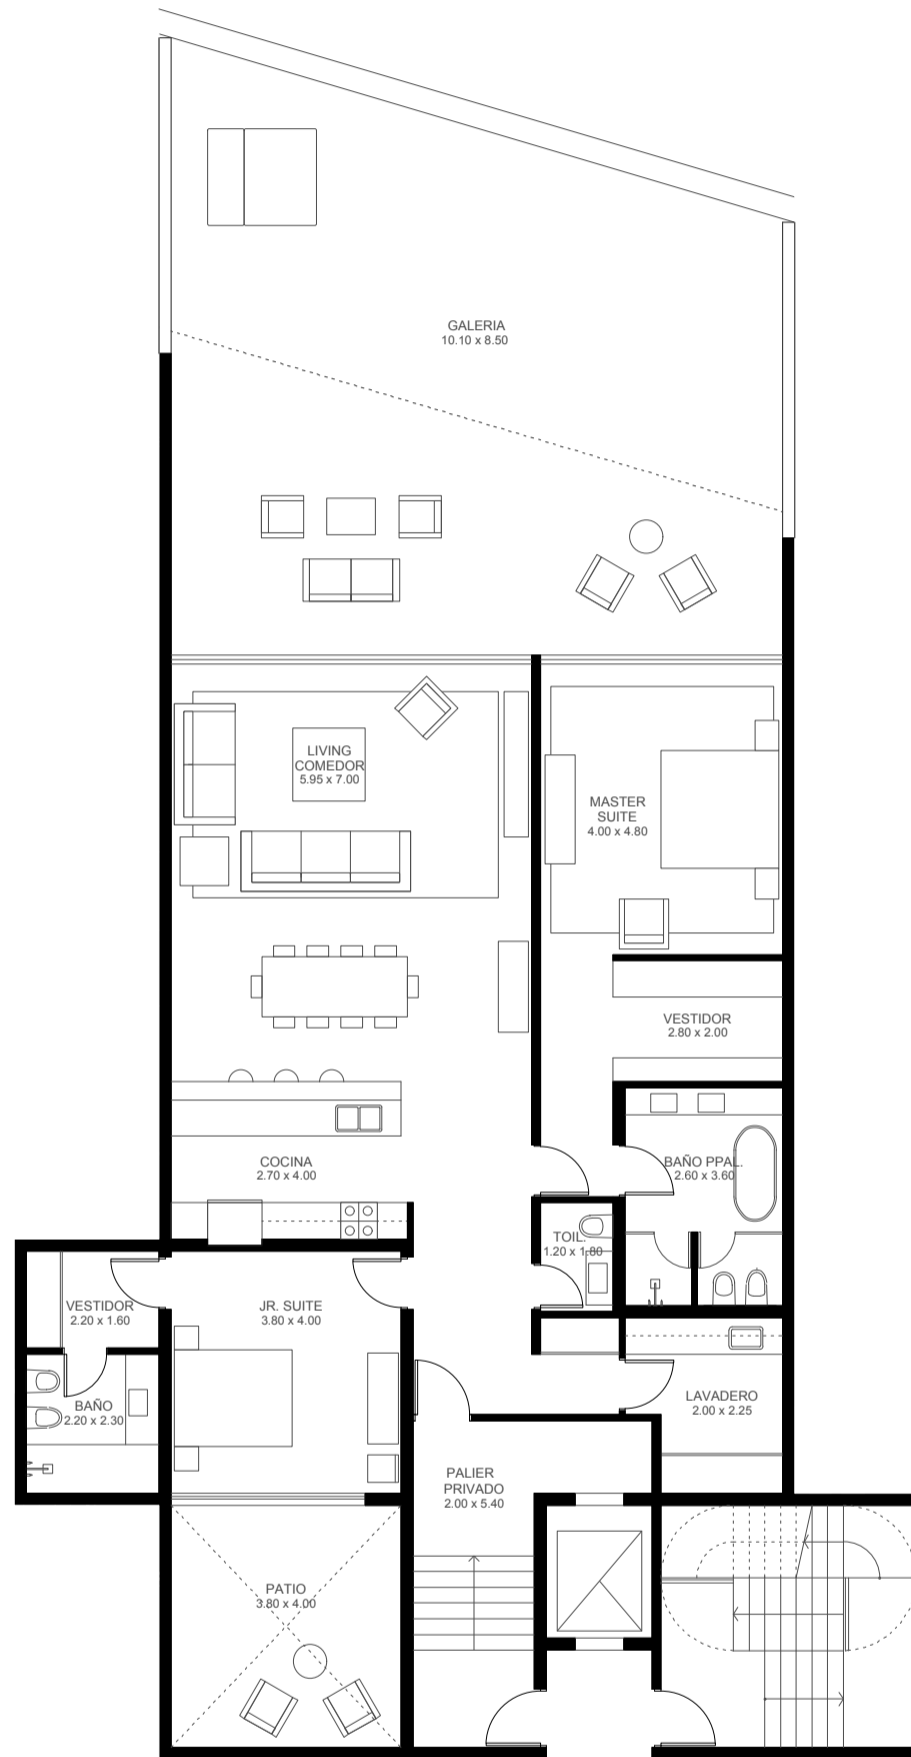 GALERIA
10.10 x 8.50
LIVING
COMEDOR
5.95 x 7.00
MASTER
SUITE
4.00 x 4.80
VESTIDOR
2.80 x 2.00
COCINA
2.70 x 4.00
BAÑO PPAL.
2.60 x 3.60
TOIL.
1.20 x 1.80
VESTIDOR
2.20 x 1.60
JR. SUITE
3.80 x 4.00
BAÑO
2.20 x 2.30
LAVADERO
2.00 x 2.25
PALIER
PRIVADO
2.00 x 5.40
PATIO
3.80 x 4.00